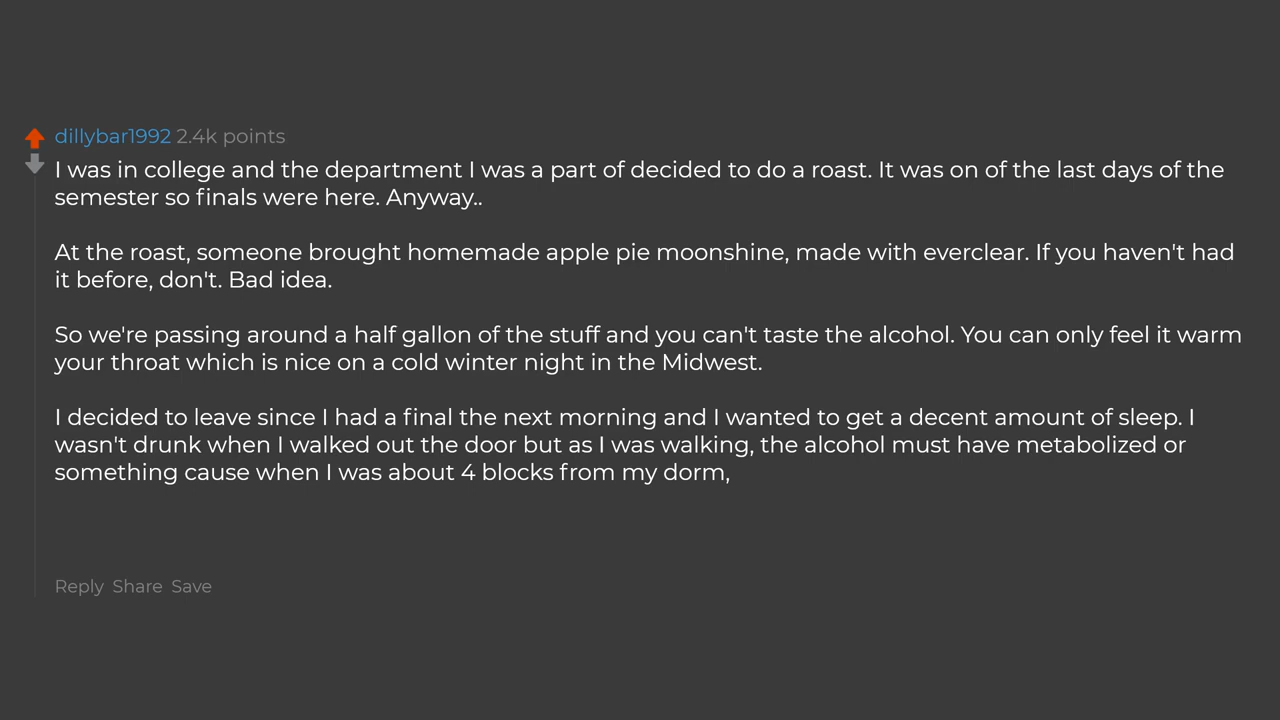 dillybar1992 2.4k points
I was in college and the department I was a part of decided to do a roast. It was on of the last days of the
semester so finals were here. Anyway..
At the roast, someone brought homemade apple pie moonshine, made with everclear. If you haven't had
it before, don't. Bad idea.
So we're passing around a half gallon of the stuff and you can't taste the alcohol. You can only feel it warm
your throat which is nice on a cold winter night in the Midwest.
I decided to leave since I had a final the next morning and I wanted to get a decent amount of sleep. I
wasn't drunk when I walked out the door but as I was walking, the alcohol must have metabolized or
something cause when I was about 4 blocks from my dorm,
Reply Share Save